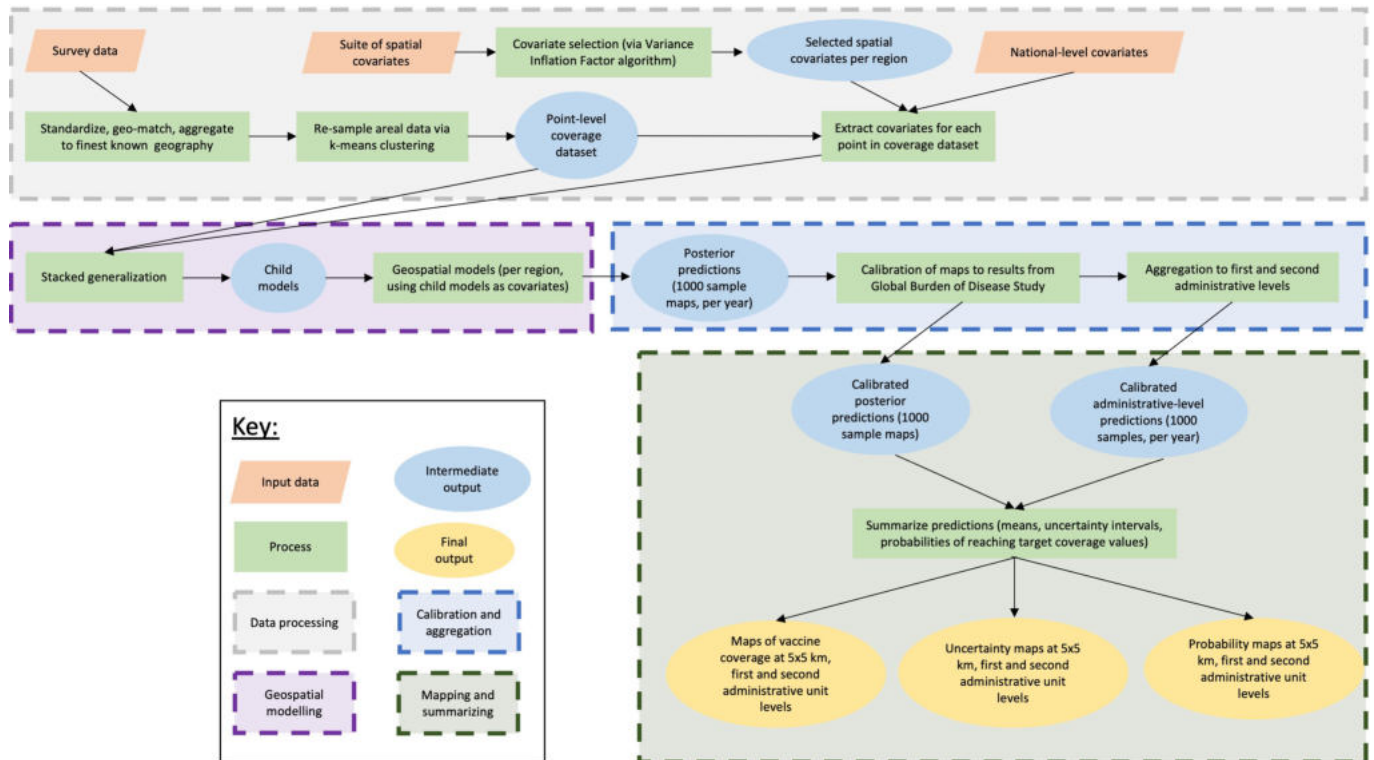 Survey data
Suite of spatial
covariates
Covariate selection (via Variance
Inflation Factor algorithm)
Selected spatial
covariates per region
National-level covariates
Standardize, geo-match, aggregate
to finest known geography
Re-sample areal data via
k-means clustering
Point-level
coverage
dataset
Extract covariates for each
point in coverage dataset
Stacked generalization
Child
models
Geospatial models (per region,
using child models as covariates)
Posterior
predictions
(1000 sample
maps, per year)
Calibration of maps to results from
Global Burden of Disease Study
Aggregation to first and second
administrative levels
Calibrated
posterior
predictions (1000
sample maps)
Calibrated
administrative-level
predictions (1000
samples, per year)
Summarize predictions (means, uncertainty intervals,
probabilities of reaching target coverage values)
Maps of vaccine
coverage at 5x5 km,
first and second
administrative unit
levels
Uncertainty maps at 5x5
km, first and second
administrative unit
levels
Probability maps at 5x5
km, first and second
administrative unit
levels
Key:
Input data
Intermediate
output
Process
Final
output
Data processing
Calibration and
aggregation
Geospatial
modelling
Mapping and
summarizing